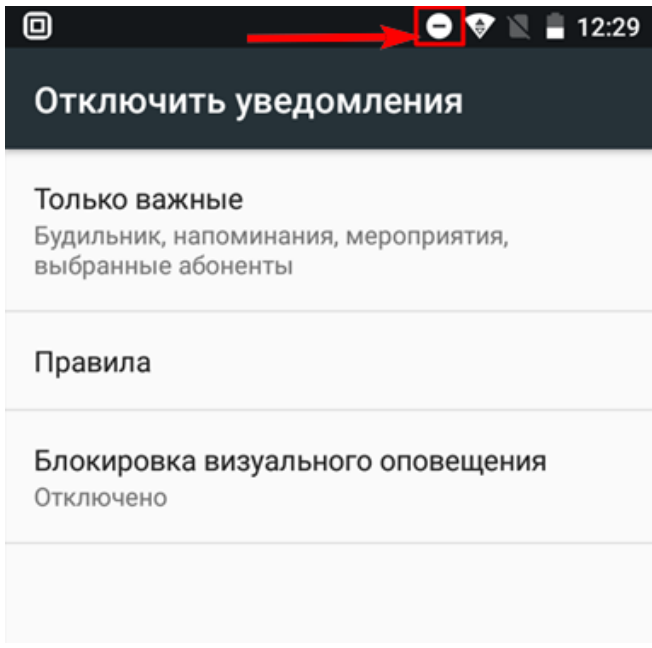 12:29
Отключить уведомления
Только важные
Будильник, напоминания, мероприятия,
выбранные абоненты
Правила
Блокировка визуального оповещения
Отключено